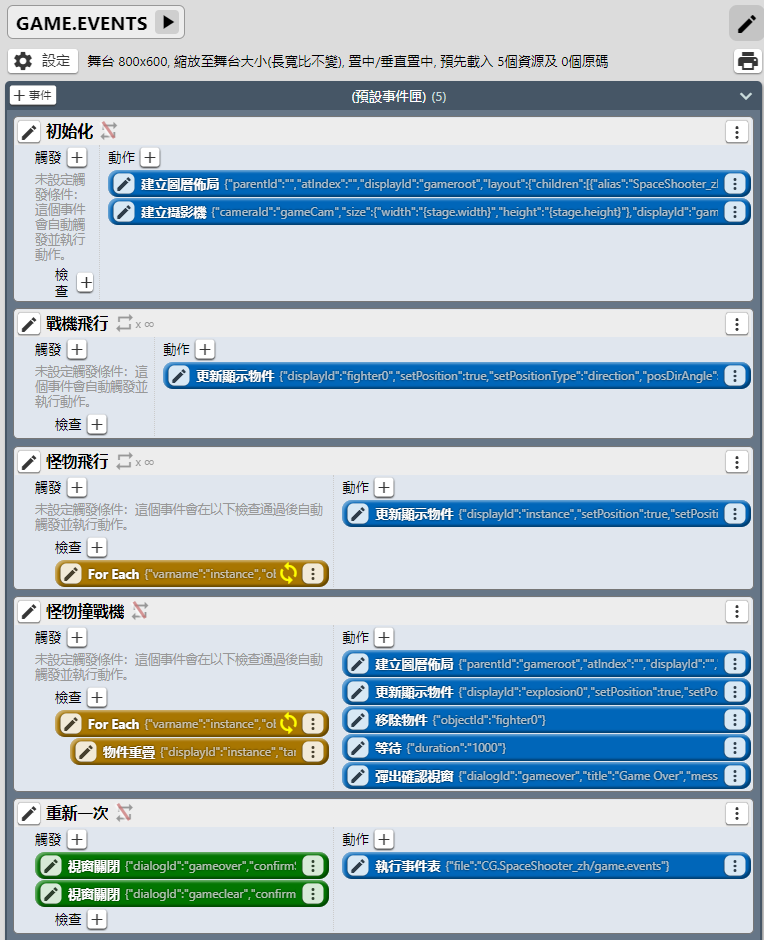 GAME.EVENTS
設定
舞台 800x600, 縮放至舞台大小(長寬比不變), 置中/垂直置中, 預先載入 5個資源及 0個原碼
事件
(預設事件匣) (5)
初始化
觸發
動作
未設定觸發條件：這個事件會自動觸發並執行動作。
建立圖層佈局 {"parentId":"","atIndex":"","displayId":"gameroot","layout":{"children":[{"alias":"SpaceShooter_zh
建立攝影機 {"cameraId":"gameCam","size":{"width":"{stage.width}","height":"{stage.height}"},"displayId":"gam
檢查
戰機飛行 x ∞
觸發
動作
未設定觸發條件：這個事件會自動觸發並執行動作。
更新顯示物件 {"displayId":"fighter0","setPosition":true,"setPositionType":"direction","posDirAngle":
檢查
怪物飛行 x ∞
觸發
動作
未設定觸發條件：這個事件會在以下檢查通過後自動觸發並執行動作。
更新顯示物件 {"displayId":"instance","setPosition":true,"setPositi
檢查
For Each {"varname":"instance","ol
怪物撞戰機
觸發
動作
未設定觸發條件：這個事件會在以下檢查通過後自動觸發並執行動作。
建立圖層佈局 {"parentId":"gameroot","atIndex":"","displayId":"",
更新顯示物件 {"displayId":"explosion0","setPosition":true,"setPo
檢查
移除物件 {"objectId":"fighter0"}
For Each {"varname":"instance","ol
等待 {"duration":"1000"}
物件重疊 {"displayId":"instance","tar
彈出確認視窗 {"dialogId":"gameover","title":"Game Over","mess
重新一次
觸發
動作
視窗關閉 {"dialogId":"gameover","confirm
執行事件表 {"file":"CG.SpaceShooter_zh/game.events"}
視窗關閉 {"dialogId":"gameclear","confirm
檢查